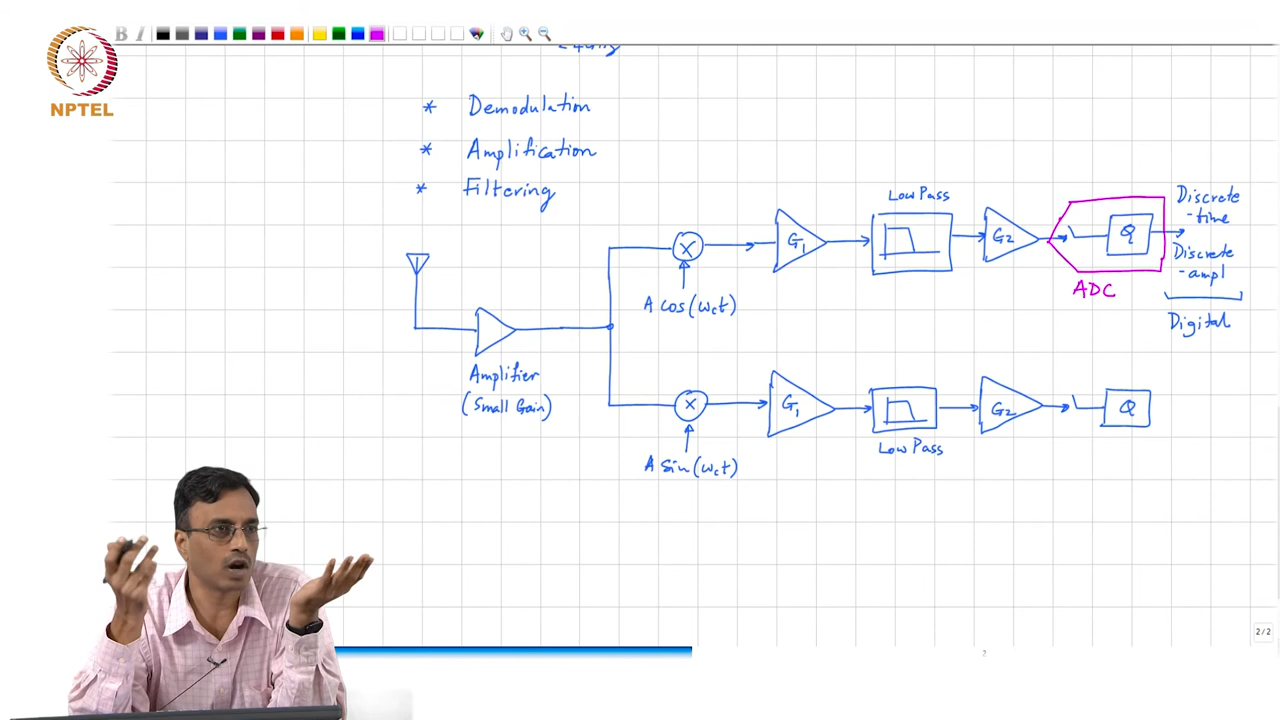 B I
NPTEL
* Demodulation
* Amplification
* Filtering
Low Pass
Discrete
-time
Discrete
-ampl
Digital
G1
G2
Q
ADC
X
A cos(ωct)
Amplifier
(Small Gain)
X
G1
G2
Q
Low Pass
A sin(ωct)
2/2
2